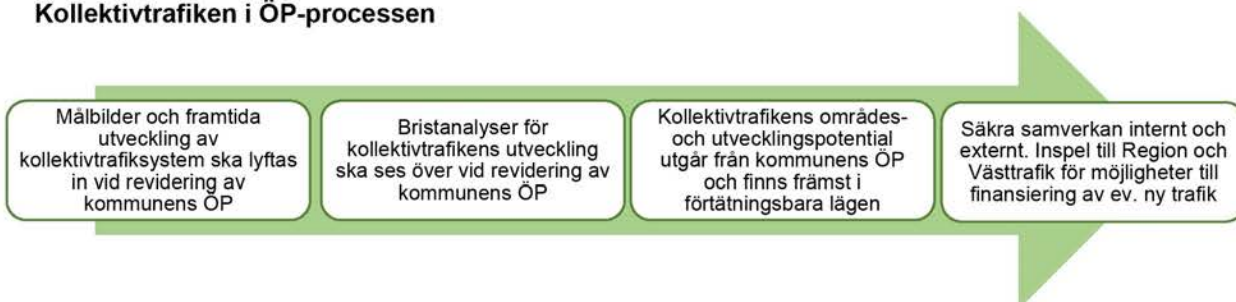 Kollektivtrafiken i ÖP-processen
Målbilder och framtida
utveckling av
kollektivtrafiksystem ska lyftas
in vid revidering av
kommunens ÖP
Bristanalyser för
kollektivtrafikens utveckling
ska ses över vid revidering av
kommunens ÖP
Kollektivtrafikens områdes-
och utvecklingspotential
utgår från kommunens ÖP
och finns främst i
förtätningsbara lägen
Säkra samverkan internt och
externt. Inspel till Region och
Västtrafik för möjligheter till
finansiering av ev. ny trafik